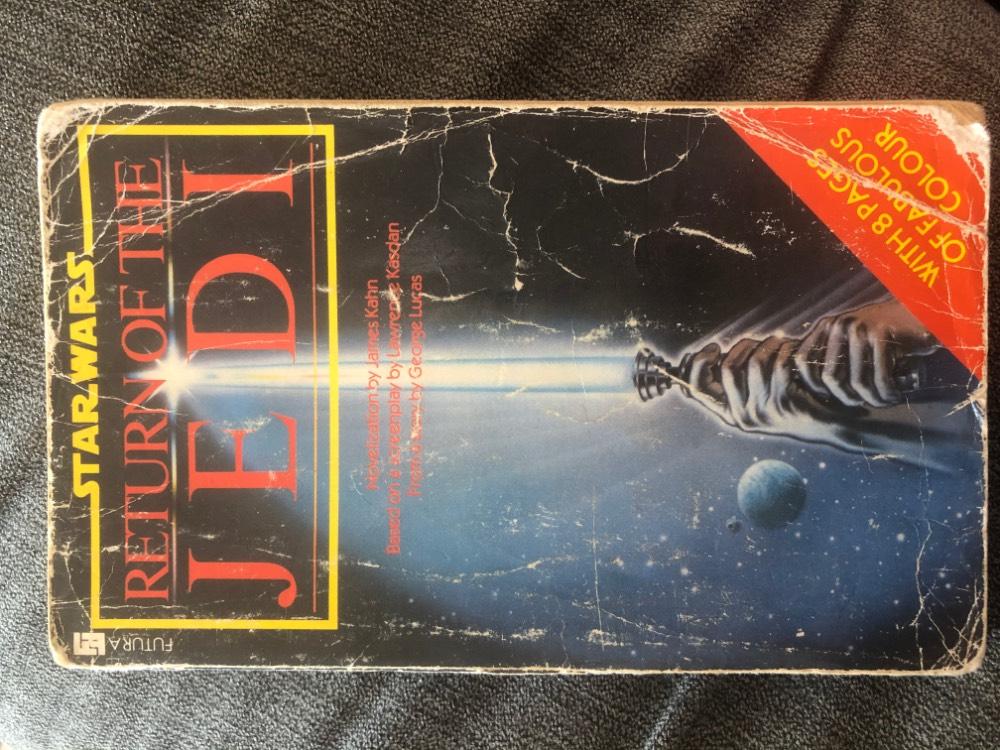 FUTURA
STAR WARS
RETURN OF THE
JEDI
Novelization by James Kahn
Based on a screenplay by Lawrence Kasdan
From a story by George Lucas
WITH 8 PAGES
OF FABULOUS
COLOUR